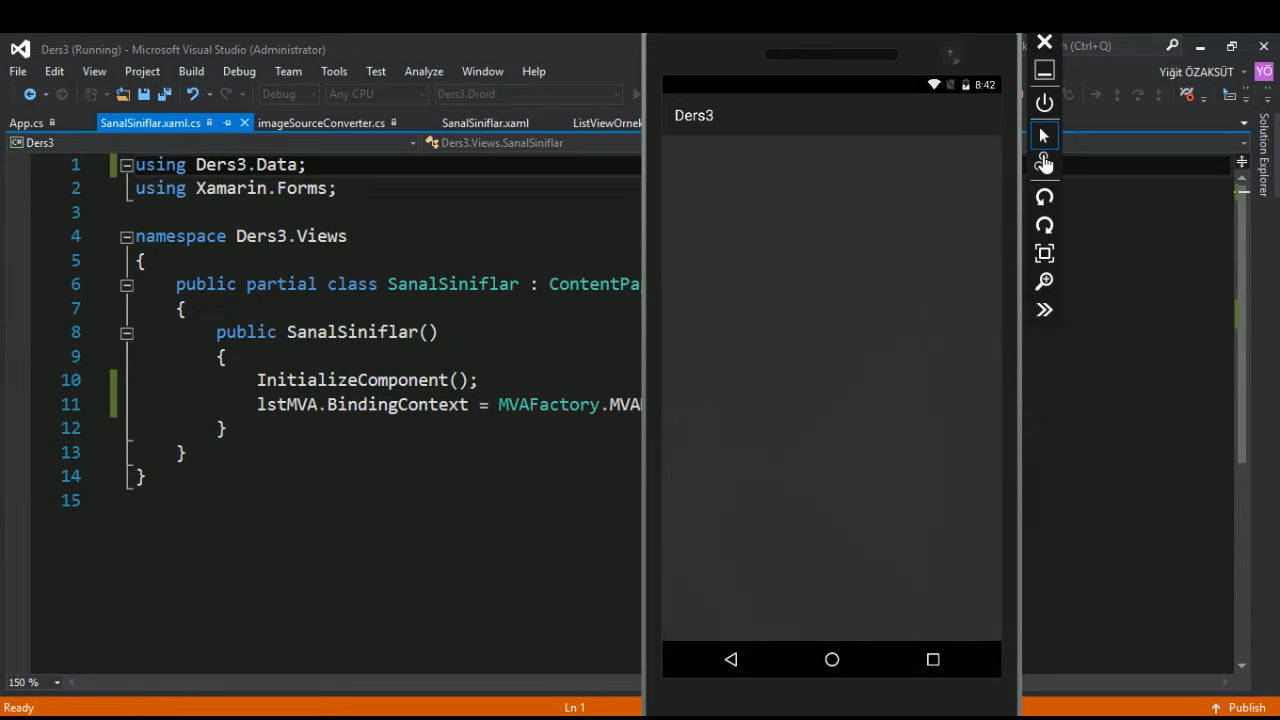 Ders3 (Running) - Microsoft Visual Studio (Administrator)
(Ctrl+Q)
File Edit View Project Build Debug Team Tools Test Analyze Window Help
Yiğit ÖZAKSÜT YÖ
Debug Any CPU Ders3.Droid
App.cs SanalSiniflar.xaml.cs imageSourceConverter.cs SanalSiniflar.xaml ListViewOrnek
Ders3 Ders3.Views.SanalSiniflar
Solution Explorer
1 using Ders3.Data;
2 using Xamarin.Forms;
3
4 namespace Ders3.Views
5 {
6 public partial class SanalSiniflar : ContentPa
7 {
8 public SanalSiniflar()
9 {
10 InitializeComponent();
11 lstMVA.BindingContext = MVAFactory.MVA
12 }
13 }
14 }
15
150 %
Ready Ln 1 Publish
8:42
Ders3